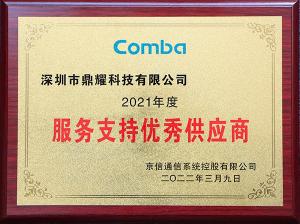 Comba
深圳市鼎耀科技有限公司
2021年度
服务支持优秀供应商
京信通信系统控股有限公司
二〇二二年三月九日